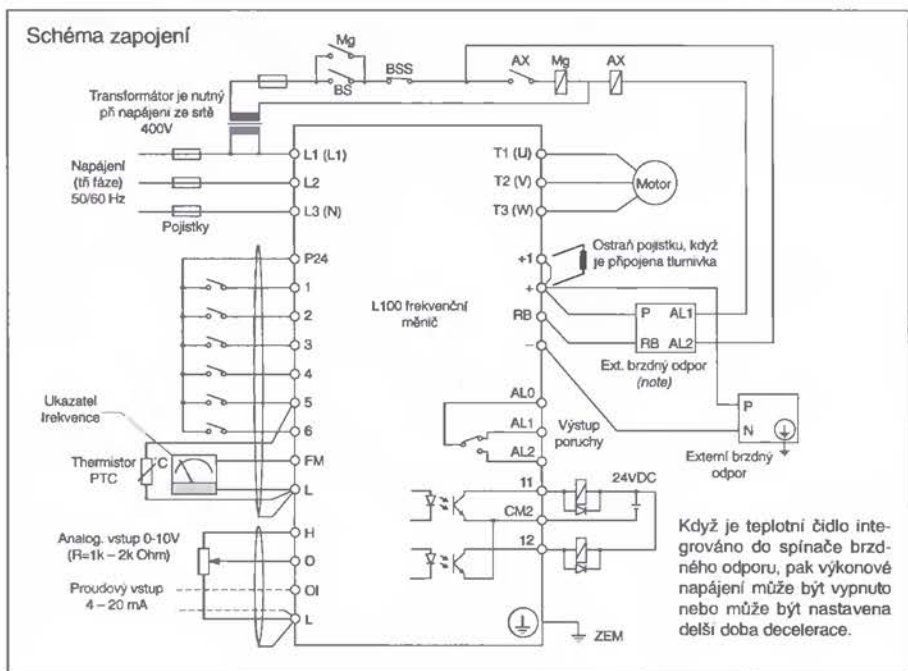 Schéma zapojení
Mg
BS
BSS
AX
Mg
AX
Transformátor je nutný
při napájení ze sítě
400V
Napájení
(tři fáze)
50/60 Hz
Pojistky
L1 (L1)
L2
L3 (N)
T1 (U)
T2 (V)
T3 (W)
Motor
P24
1
2
3
4
5
6
FM
L
H
O
OI
L
L100 frekvenční
měnič
+1
+
RB
–
Ostraň pojistku, když
je připojena tlumivka
P AL1
RB AL2
Ext. brzdný odpor
(note)
P
N
Externí brzdný
odpor
AL0
AL1
AL2
Výstup
poruchy
11
CM2
12
24VDC
Ukazatel
frekvence
Thermistor
PTC
°C
Analog. vstup 0-10V
(R=1k – 2k Ohm)
Proudový vstup
4 – 20 mA
ZEM
Když je teplotní čidlo inte-
grováno do spínače brzd-
ného odporu, pak výkonové
napájení může být vypnuto
nebo může být nastavena
delší doba decelerace.